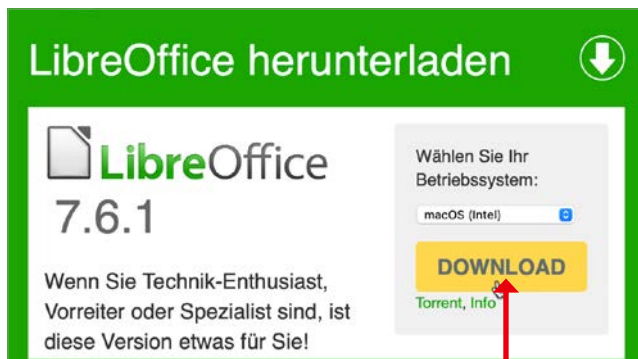 LibreOffice herunterladen
LibreOffice
7.6.1
Wenn Sie Technik-Enthusiast,
Vorreiter oder Spezialist sind, ist
diese Version etwas für Sie!
Wählen Sie Ihr
Betriebssystem:
macOS (Intel)
DOWNLOAD
Torrent, Info